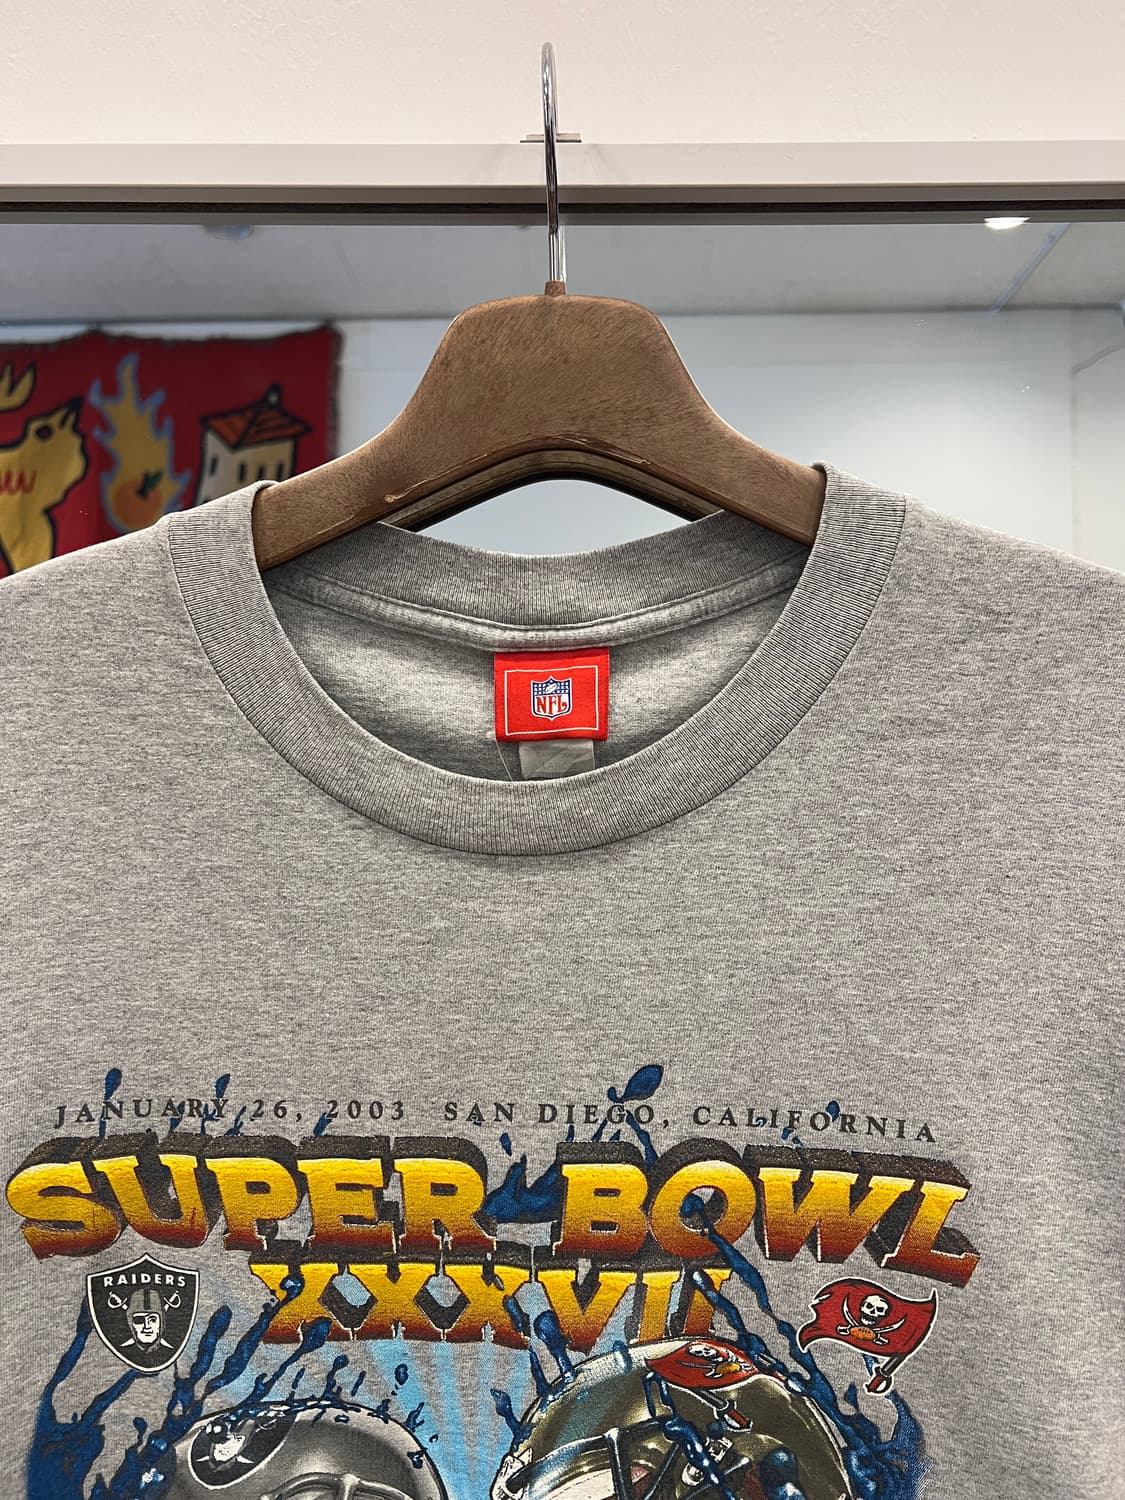 NFL
JANUARY 26, 2003 SAN DIEGO, CALIFORNIA
SUPER BOWL
XXXVII
RAIDERS